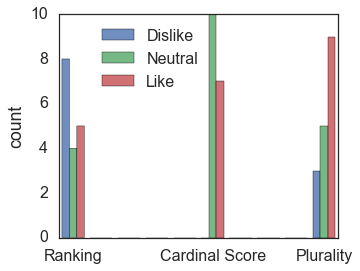 10
8
6
4
2
0
count
Dislike
Neutral
Like
Ranking
Cardinal Score
Plurality